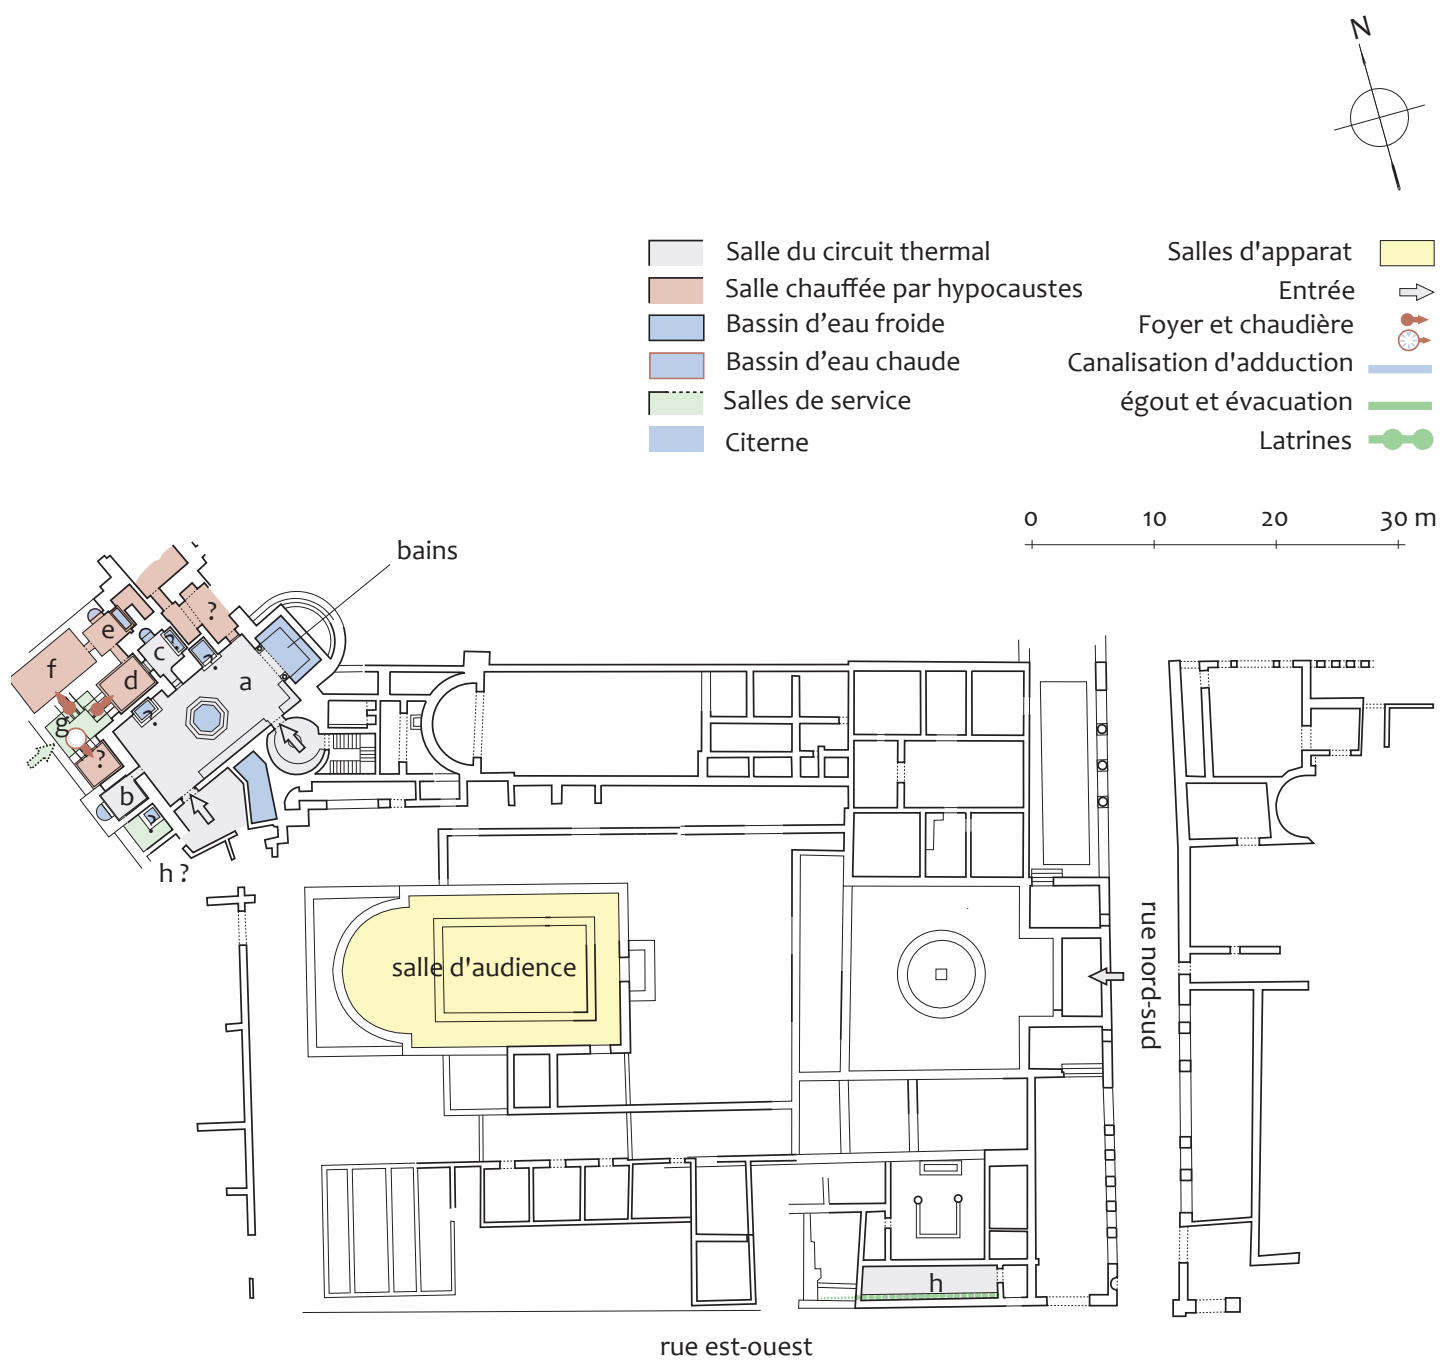 N
Salle du circuit thermal
Salle chauffée par hypocaustes
Bassin d'eau froide
Bassin d'eau chaude
Salles de service
Citerne
Salles d'apparat
Entrée
Foyer et chaudière
Canalisation d'adduction
égout et évacuation
Latrines
0 10 20 30 m
bains
?
e
?
c
?
f
d
a
?
g
?
b
?
h ?
salle d'audience
rue nord-sud
h
rue est-ouest